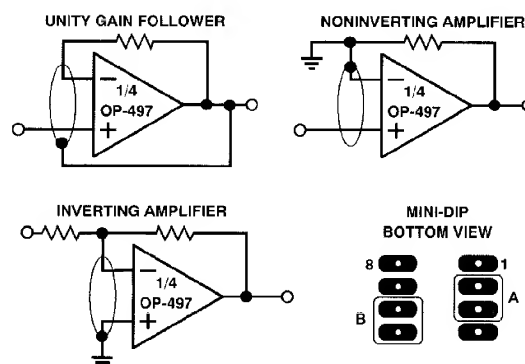 UNITY GAIN FOLLOWER
−
1/4
OP-497
+
NONINVERTING AMPLIFIER
−
1/4
OP-497
+
INVERTING AMPLIFIER
−
1/4
OP-497
+
MINI-DIP
BOTTOM VIEW
8
1
A
B